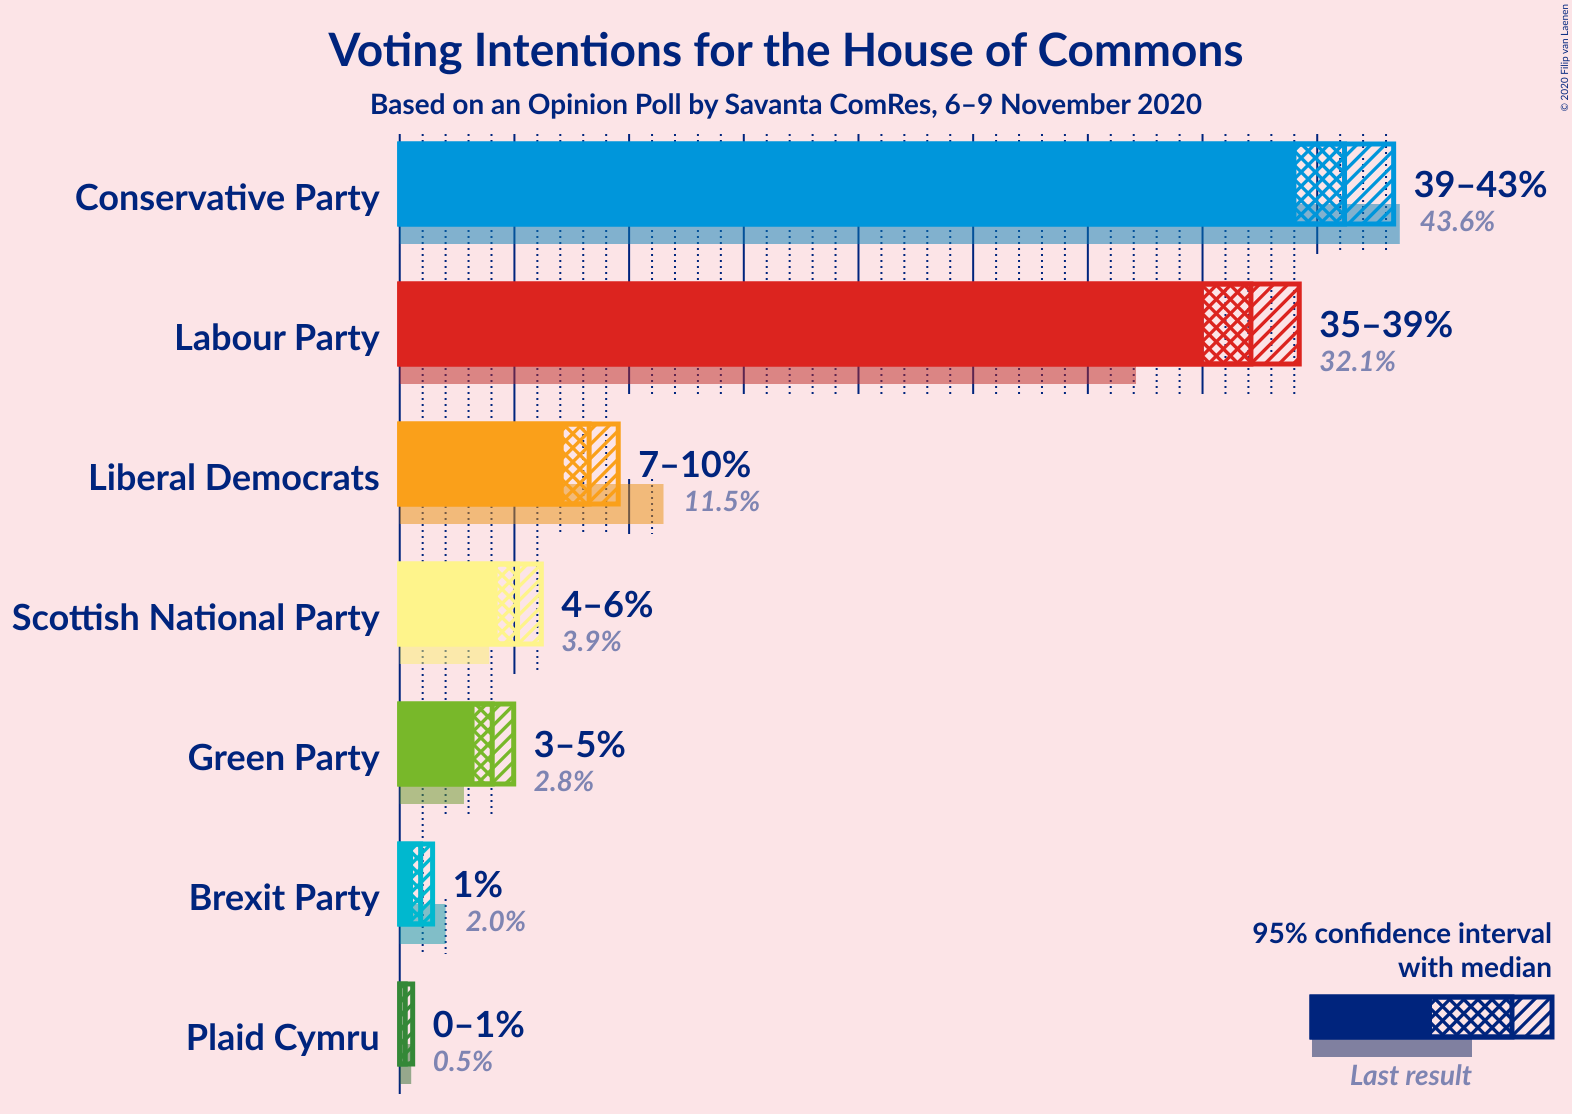 Voting Intentions for the House of Commons
Based on an Opinion Poll by Savanta ComRes, 6–9 November 2020
© 2020 Filip van Laenen
Conservative Party
39–43%
43.6%
Labour Party
35–39%
32.1%
Liberal Democrats
7–10%
11.5%
Scottish National Party
4–6%
3.9%
Green Party
3–5%
2.8%
Brexit Party
1%
2.0%
Plaid Cymru
0–1%
0.5%
95% confidence interval
with median
Last result